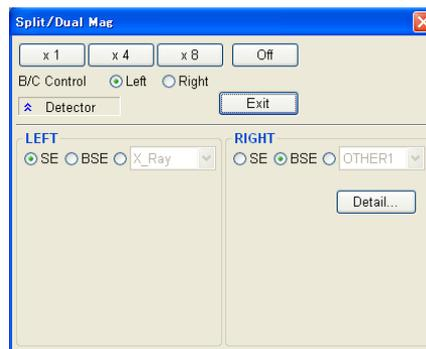 Split/Dual Mag
x 1 x 4 x 8 Off
B/C Control Left Right
Detector Exit
LEFT RIGHT
SE BSE X_Ray SE BSE OTHER1
Detail...